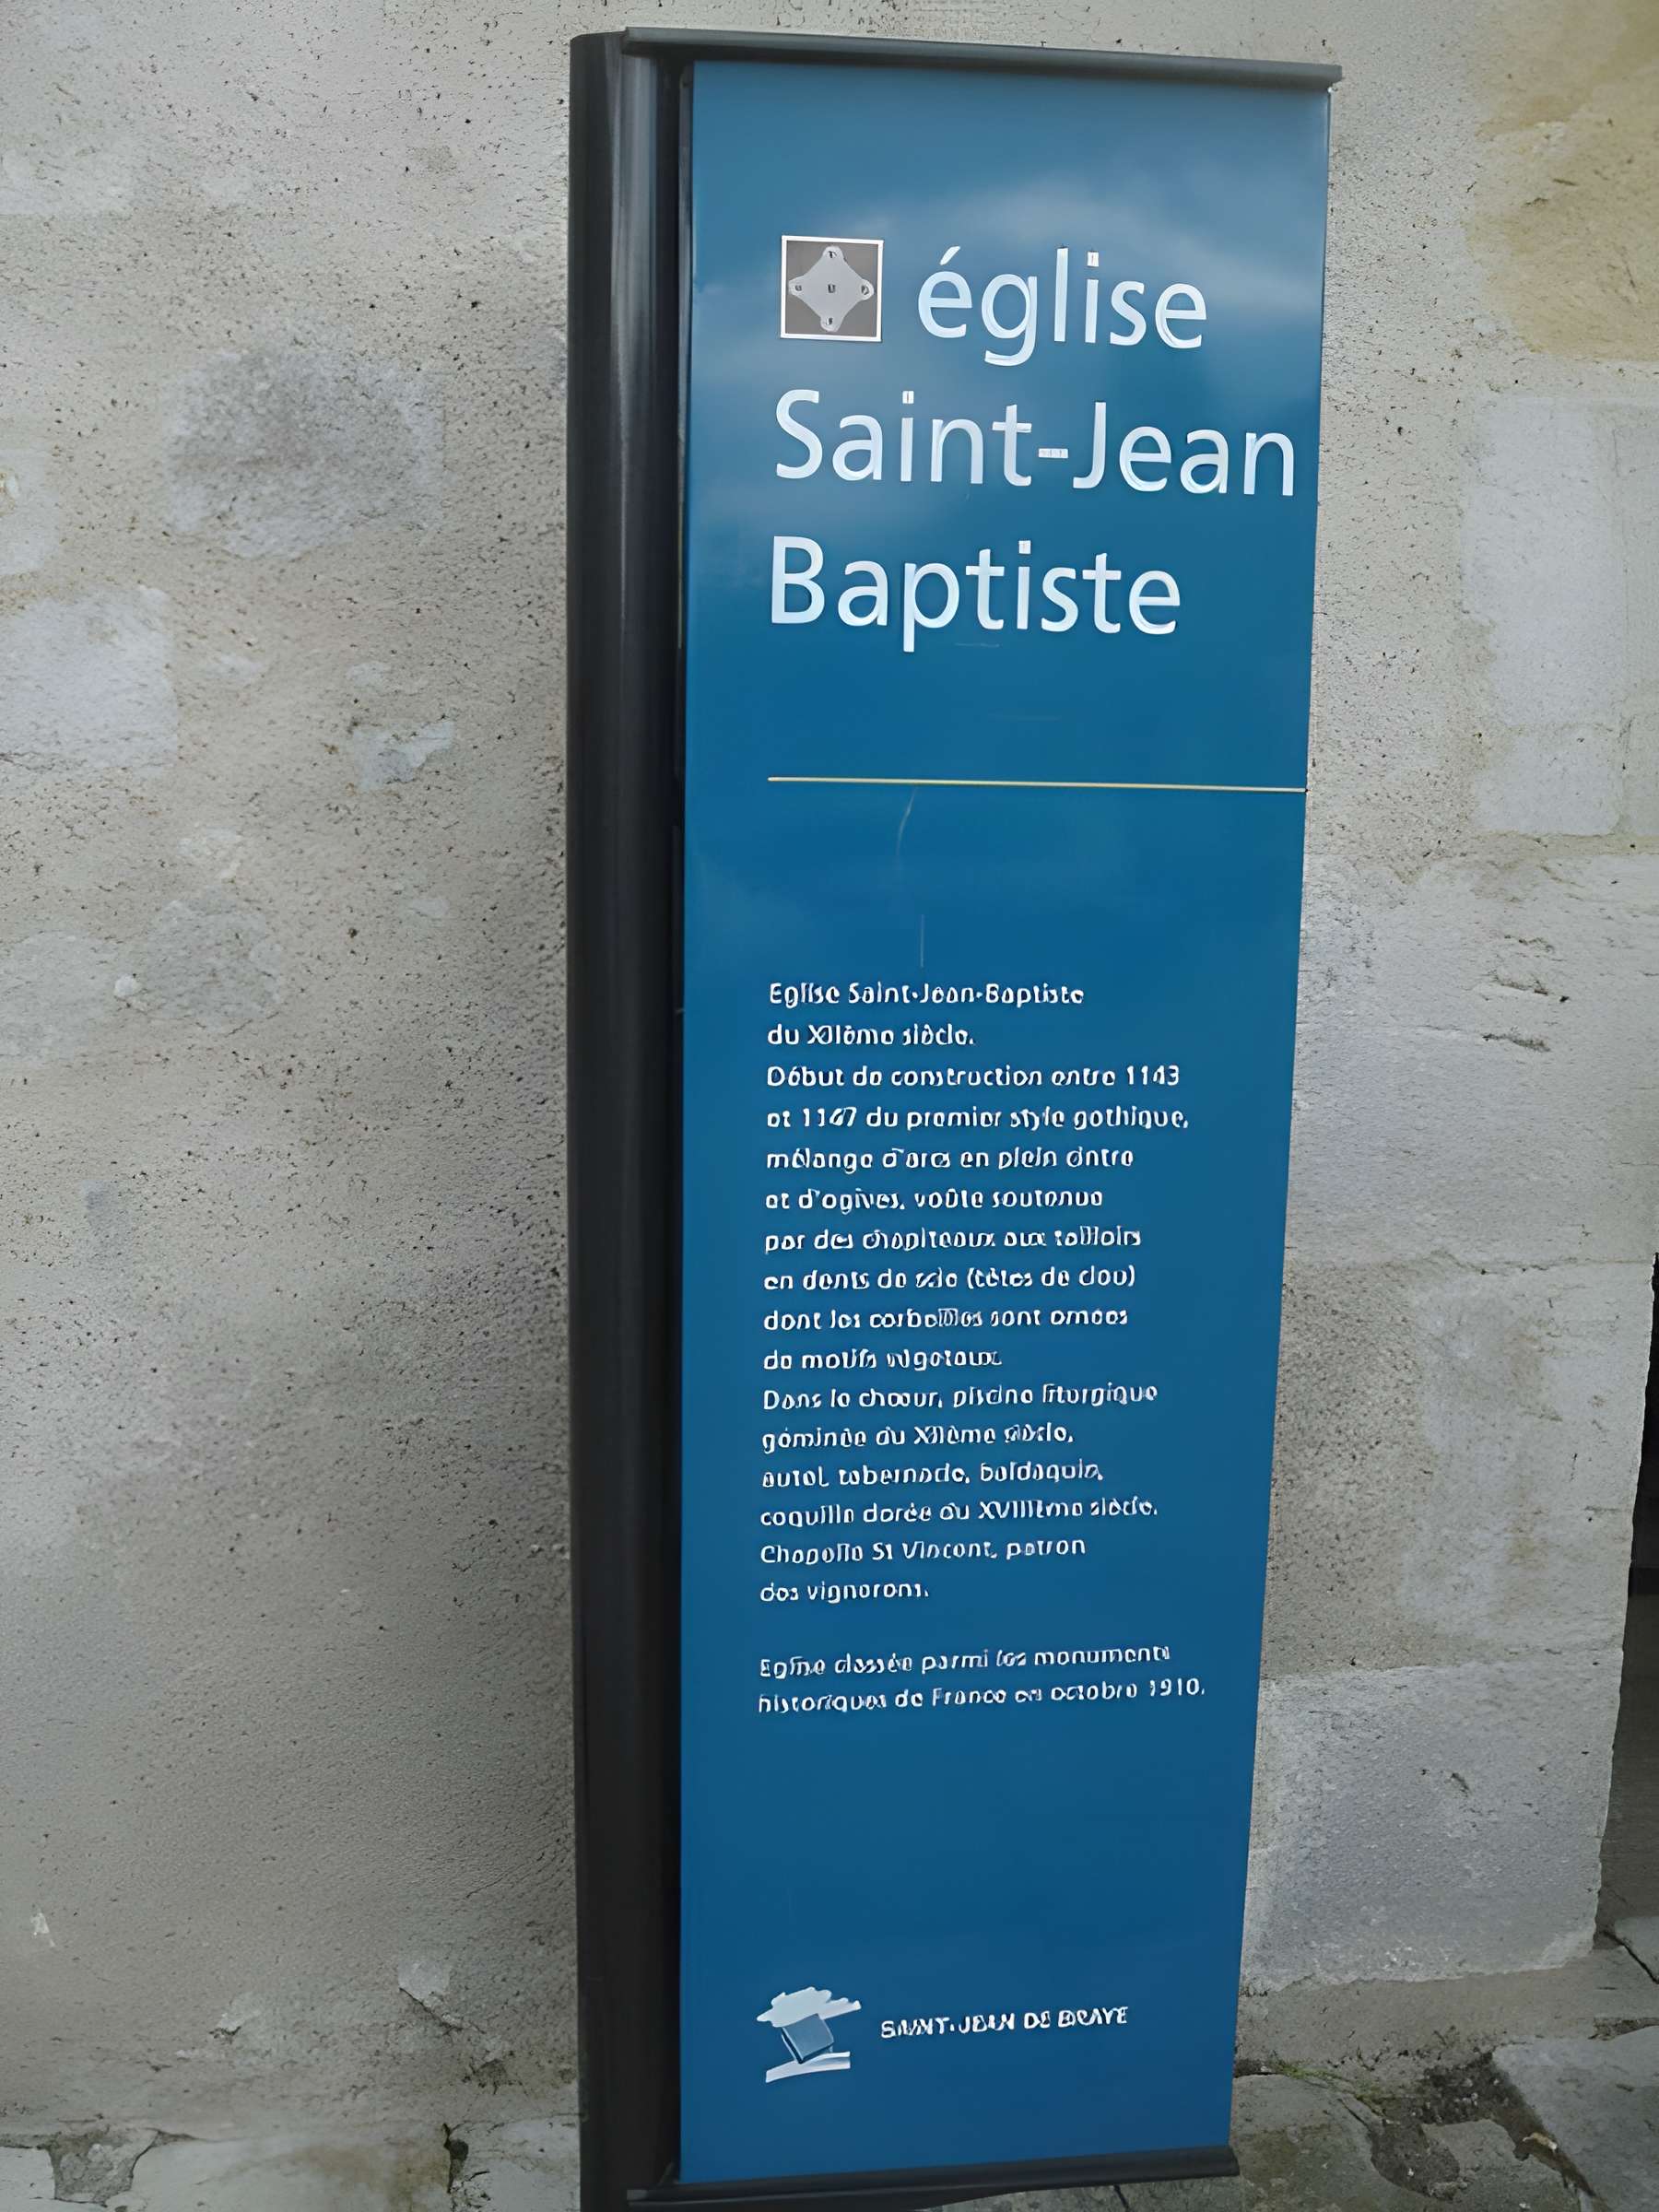 église
Saint-Jean
Baptiste
Eglise Saint-Jean-Baptiste
du XIIème siècle.
Début de construction entre 1143
et 1147 du premier style gothique,
mélange d'arcs en plein cintre
et d'ogives, voûte soutenue
par des chapiteaux aux tailloirs
en dents de scie (têtes de clou)
dont les corbeilles sont ornées
de motifs végétaux.
Dans le chœur, piscine liturgique
géminée du siècle,
autel, tabernacle, baldaquin,
coquille dorée du XVIIIème siècle.
Chapelle St Vincent, patron
des vignerons.
Eglise classée parmi les monuments
historiques de France en octobre 1910.
SAINT-JEAN DE BRAYE